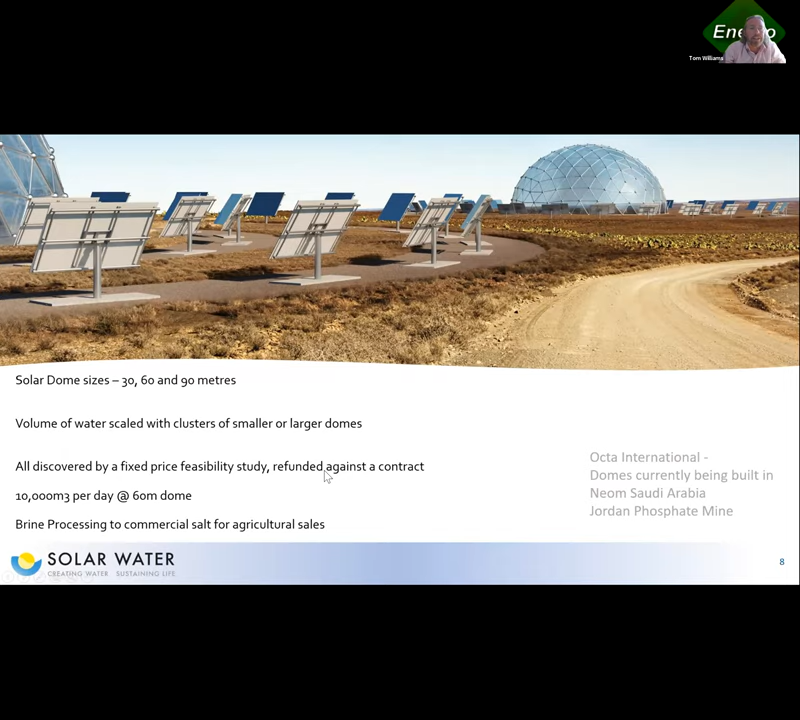 Tom Williams
Solar Dome sizes – 30, 60 and 90 metres
Volume of water scaled with clusters of smaller or larger domes
All discovered by a fixed price feasibility study, refunded against a contract
10,000m3 per day @ 60m dome
Brine Processing to commercial salt for agricultural sales
Octa International -
Domes currently being built in
Neom Saudi Arabia
Jordan Phosphate Mine
SOLAR WATER
CREATING WATER SUSTAINING LIFE
8